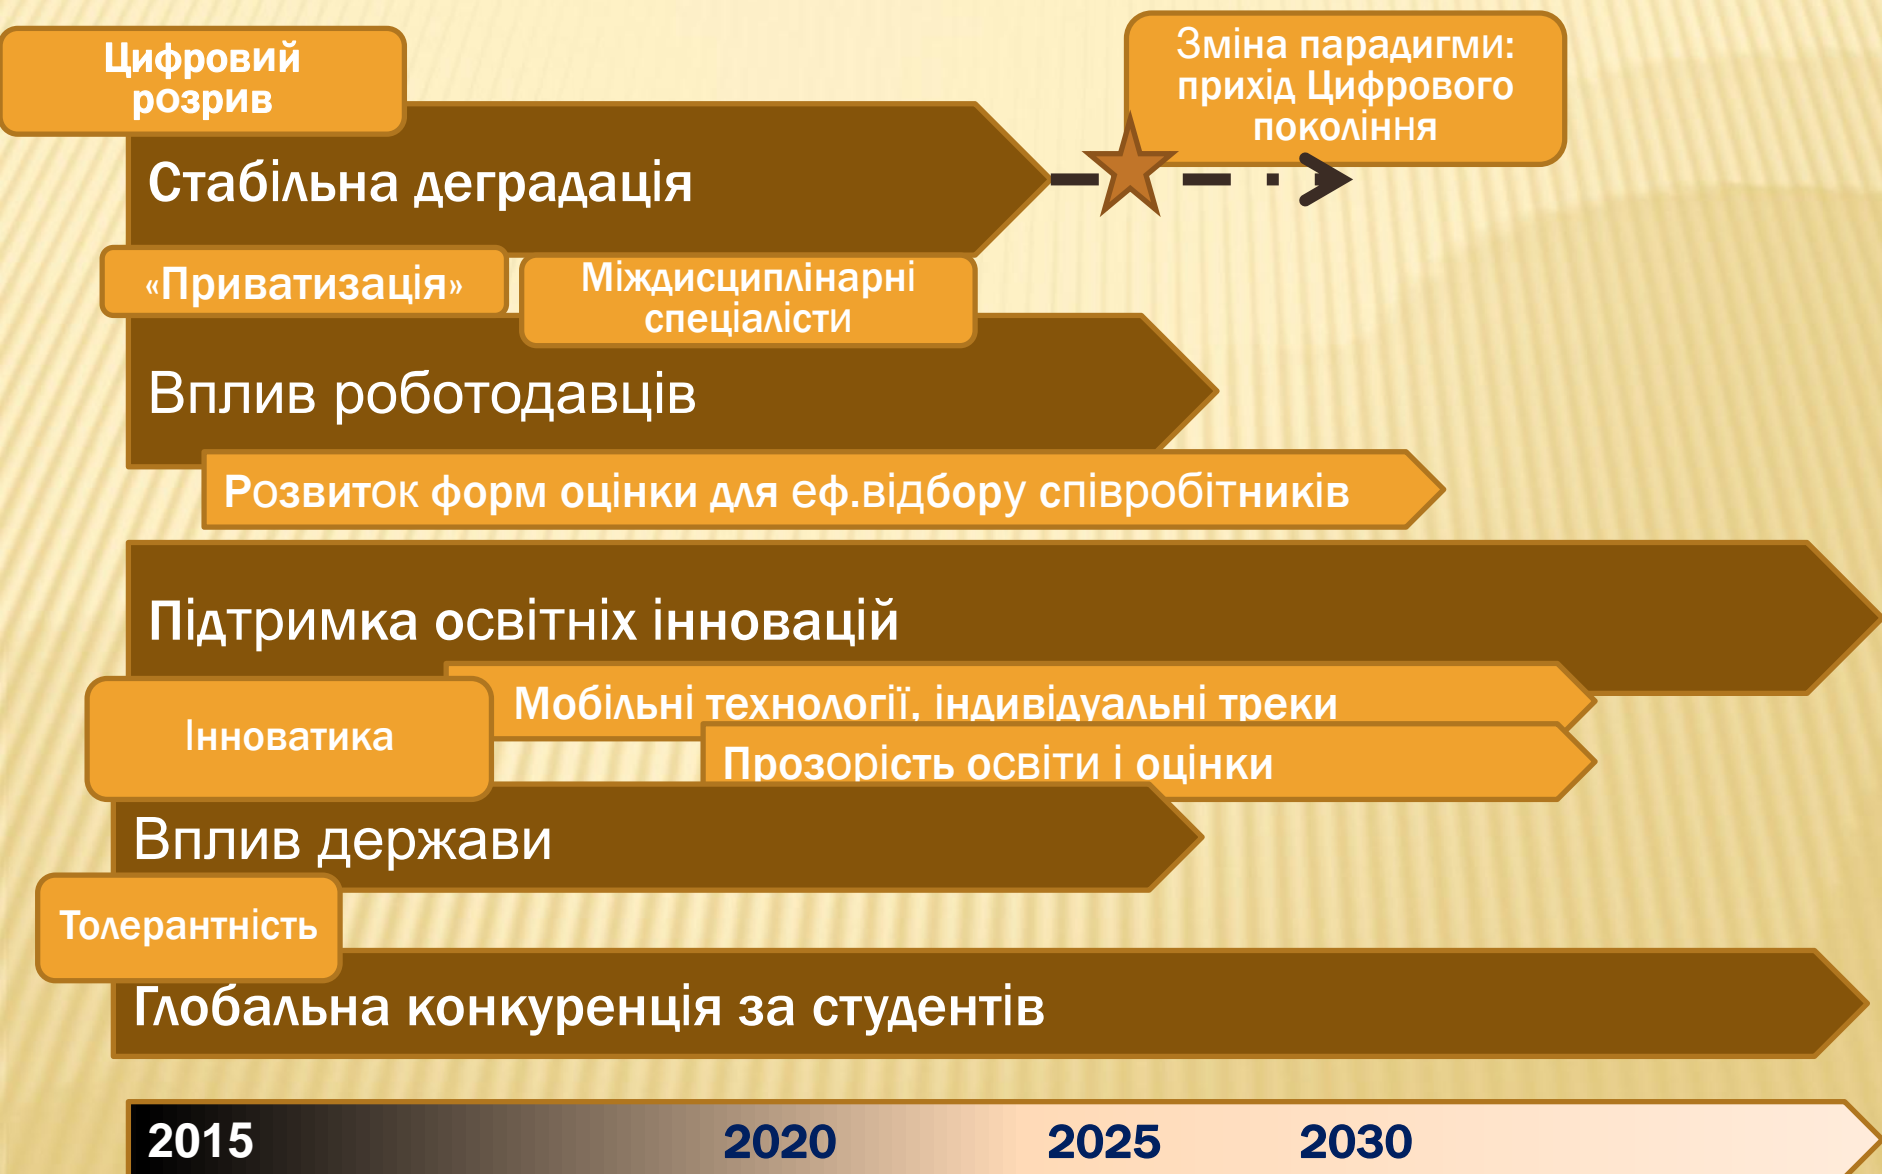 Цифровий
розрив
Зміна парадигми:
прихід Цифрового
покоління
Стабільна деградація
«Приватизація»
Міждисциплінарні
спеціалісти
Вплив роботодавців
Розвиток форм оцінки для еф.відбору співробітників
Підтримка освітніх інновацій
Мобільні технології, індивідуальні треки
Інноватика
Прозорість освіти і оцінки
Вплив держави
Толерантність
Глобальна конкуренція за студентів
2015 2020 2025 2030